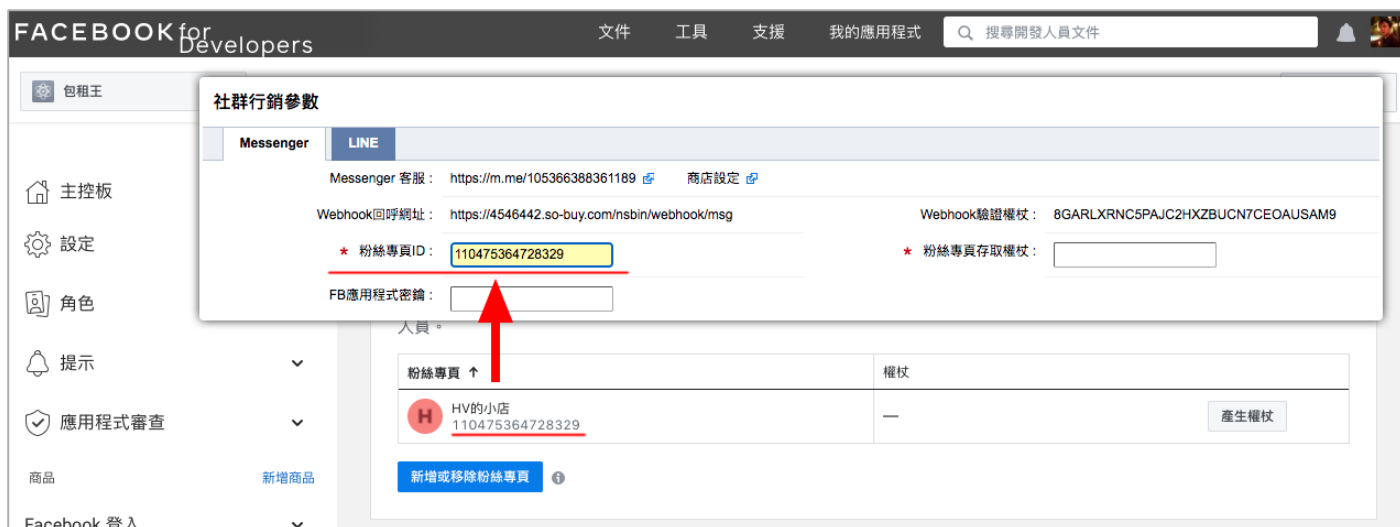 FACEBOOK for Developers
文件 工具 支援 我的應用程式 搜尋開發人員文件
包租王
社群行銷參數
Messenger LINE
Messenger 客服： https://m.me/105366388361189 商店設定
Webhook回呼網址： https://4546442.so-buy.com/nsbin/webhook/msg Webhook驗證權杖： 8GARLXRNC5PAJC2HXZBUCN7CEOAUSAM9
* 粉絲專頁ID： 110475364728329 * 粉絲專頁存取權杖：
FB應用程式密鑰：
主控板
設定
角色
提示
應用程式審查
商品 新增商品
Facebook 登入
人員。
粉絲專頁 ↑ 權杖
H HV的小店
110475364728329 — 產生權杖
新增或移除粉絲專頁